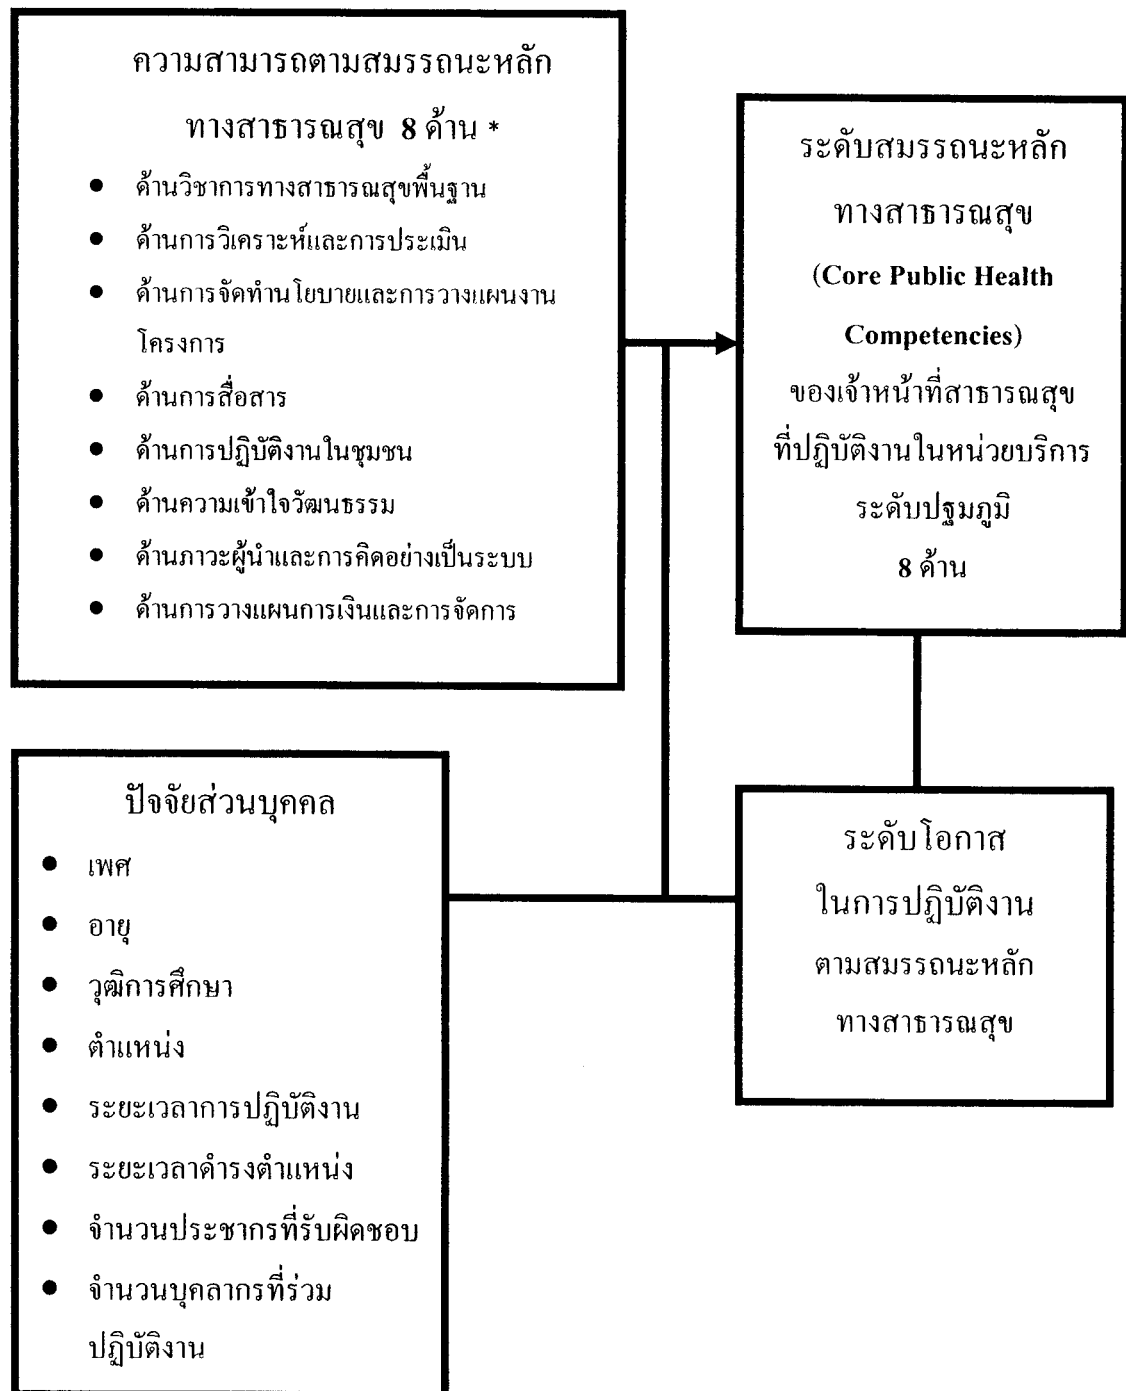 ความสามารถตามสมรรถนะหลัก
ทางสาธารณสุข 8 ด้าน *
● ด้านวิชาการทางสาธารณสุขพื้นฐาน
● ด้านการวิเคราะห์และการประเมิน
● ด้านการจัดทำนโยบายและการวางแผนงาน
โครงการ
● ด้านการสื่อสาร
● ด้านการปฏิบัติงานในชุมชน
● ด้านความเข้าใจวัฒนธรรม
● ด้านภาวะผู้นำและการคิดอย่างเป็นระบบ
● ด้านการวางแผนการเงินและการจัดการ
ระดับสมรรถนะหลัก
ทางสาธารณสุข
(Core Public Health
Competencies)
ของเจ้าหน้าที่สาธารณสุข
ที่ปฏิบัติงานในหน่วยบริการ
ระดับปฐมภูมิ
8 ด้าน
ปัจจัยส่วนบุคคล
● เพศ
● อายุ
● วุฒิการศึกษา
● ตำแหน่ง
● ระยะเวลาการปฏิบัติงาน
● ระยะเวลาดำรงตำแหน่ง
● จำนวนประชากรที่รับผิดชอบ
● จำนวนบุคลากรที่ร่วม
ปฏิบัติงาน
ระดับโอกาส
ในการปฏิบัติงาน
ตามสมรรถนะหลัก
ทางสาธารณสุข